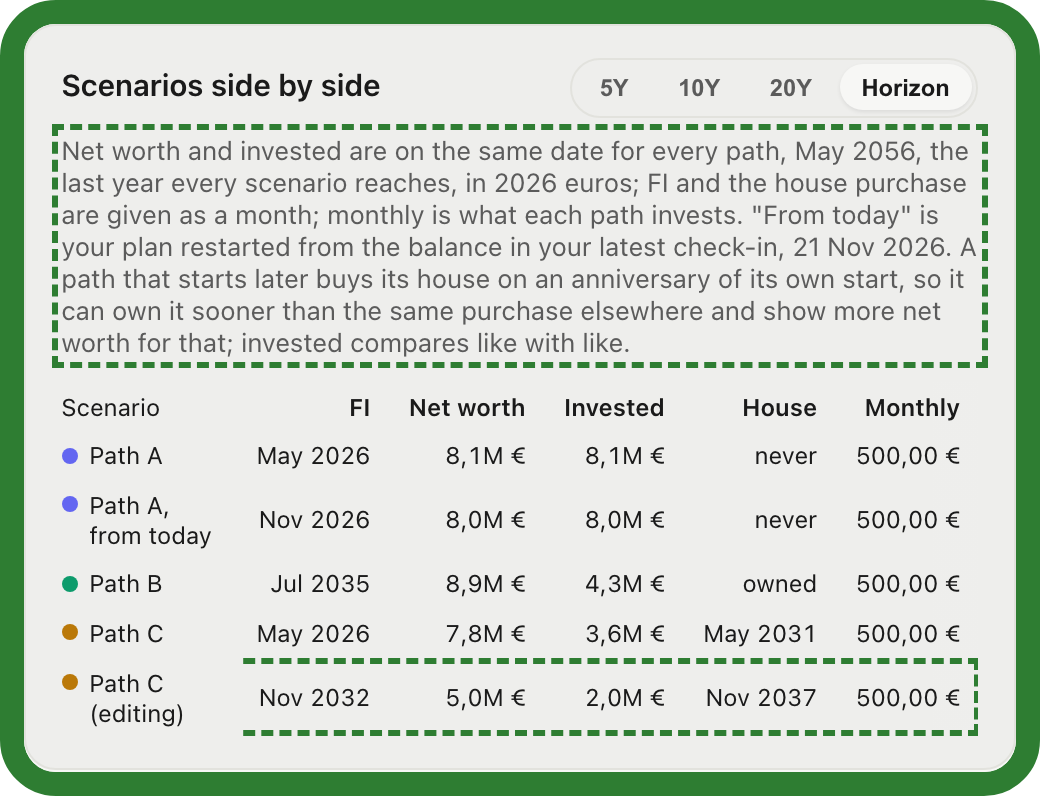 Scenarios side by side
5Y 10Y 20Y Horizon
Net worth and invested are on the same date for every path, May 2056, the
last year every scenario reaches, in 2026 euros; FI and the house purchase
are given as a month; monthly is what each path invests. "From today" is
your plan restarted from the balance in your latest check-in, 21 Nov 2026. A
path that starts later buys its house on an anniversary of its own start, so it
can own it sooner than the same purchase elsewhere and show more net
worth for that; invested compares like with like.
Scenario FI Net worth Invested House Monthly
Path A May 2026 8,1M € 8,1M € never 500,00 €
Path A,
from today Nov 2026 8,0M € 8,0M € never 500,00 €
Path B Jul 2035 8,9M € 4,3M € owned 500,00 €
Path C May 2026 7,8M € 3,6M € May 2031 500,00 €
Path C
(editing) Nov 2032 5,0M € 2,0M € Nov 2037 500,00 €